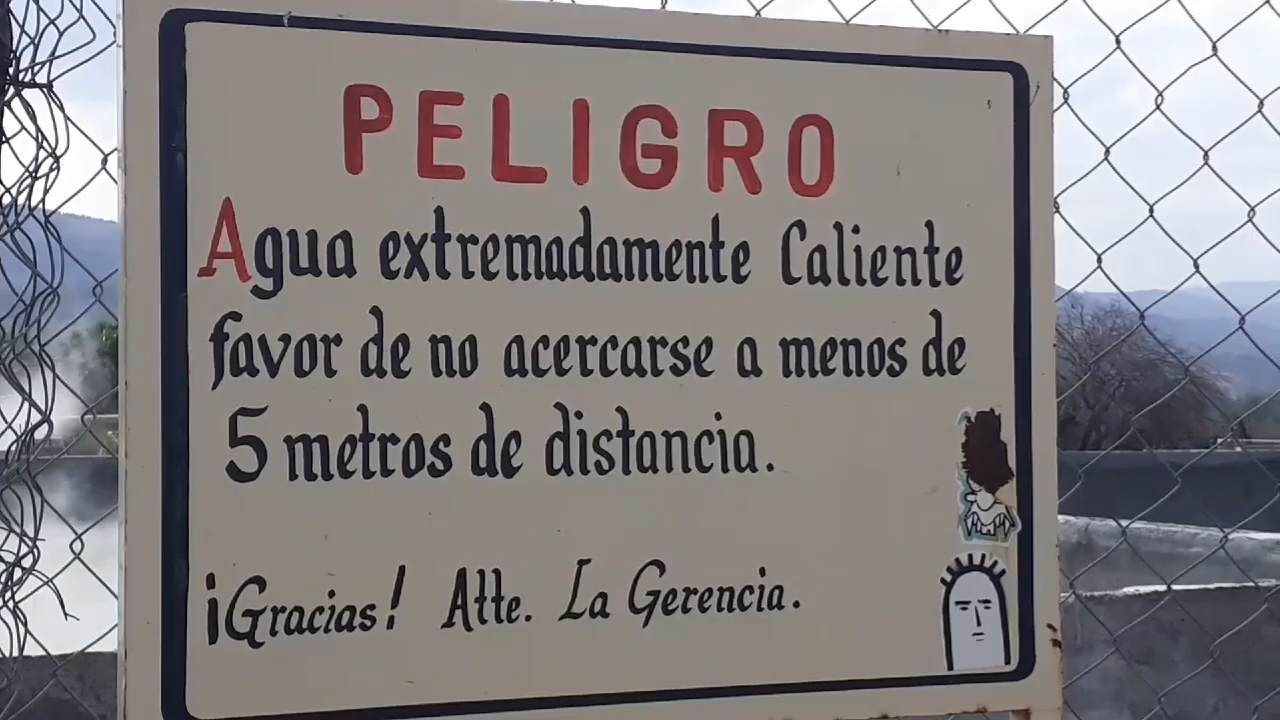 PELIGRO
Agua extremadamente Caliente
favor de no acercarse a menos de
5 metros de distancia.
¡Gracias! Atte. La Gerencia.